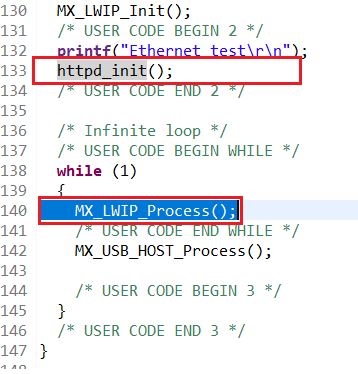 130 MX_LWIP_Init();
131 /* USER CODE BEGIN 2 */
132 printf("Ethernet test\r\n");
133 httpd_init();
134 /* USER CODE END 2 */
135
136 /* Infinite loop */
137 /* USER CODE BEGIN WHILE */
138 while (1)
139 {
140 MX_LWIP_Process();
141 /* USER CODE END WHILE */
142 MX_USB_HOST_Process();
143
144 /* USER CODE BEGIN 3 */
145 }
146 /* USER CODE END 3 */
147 }